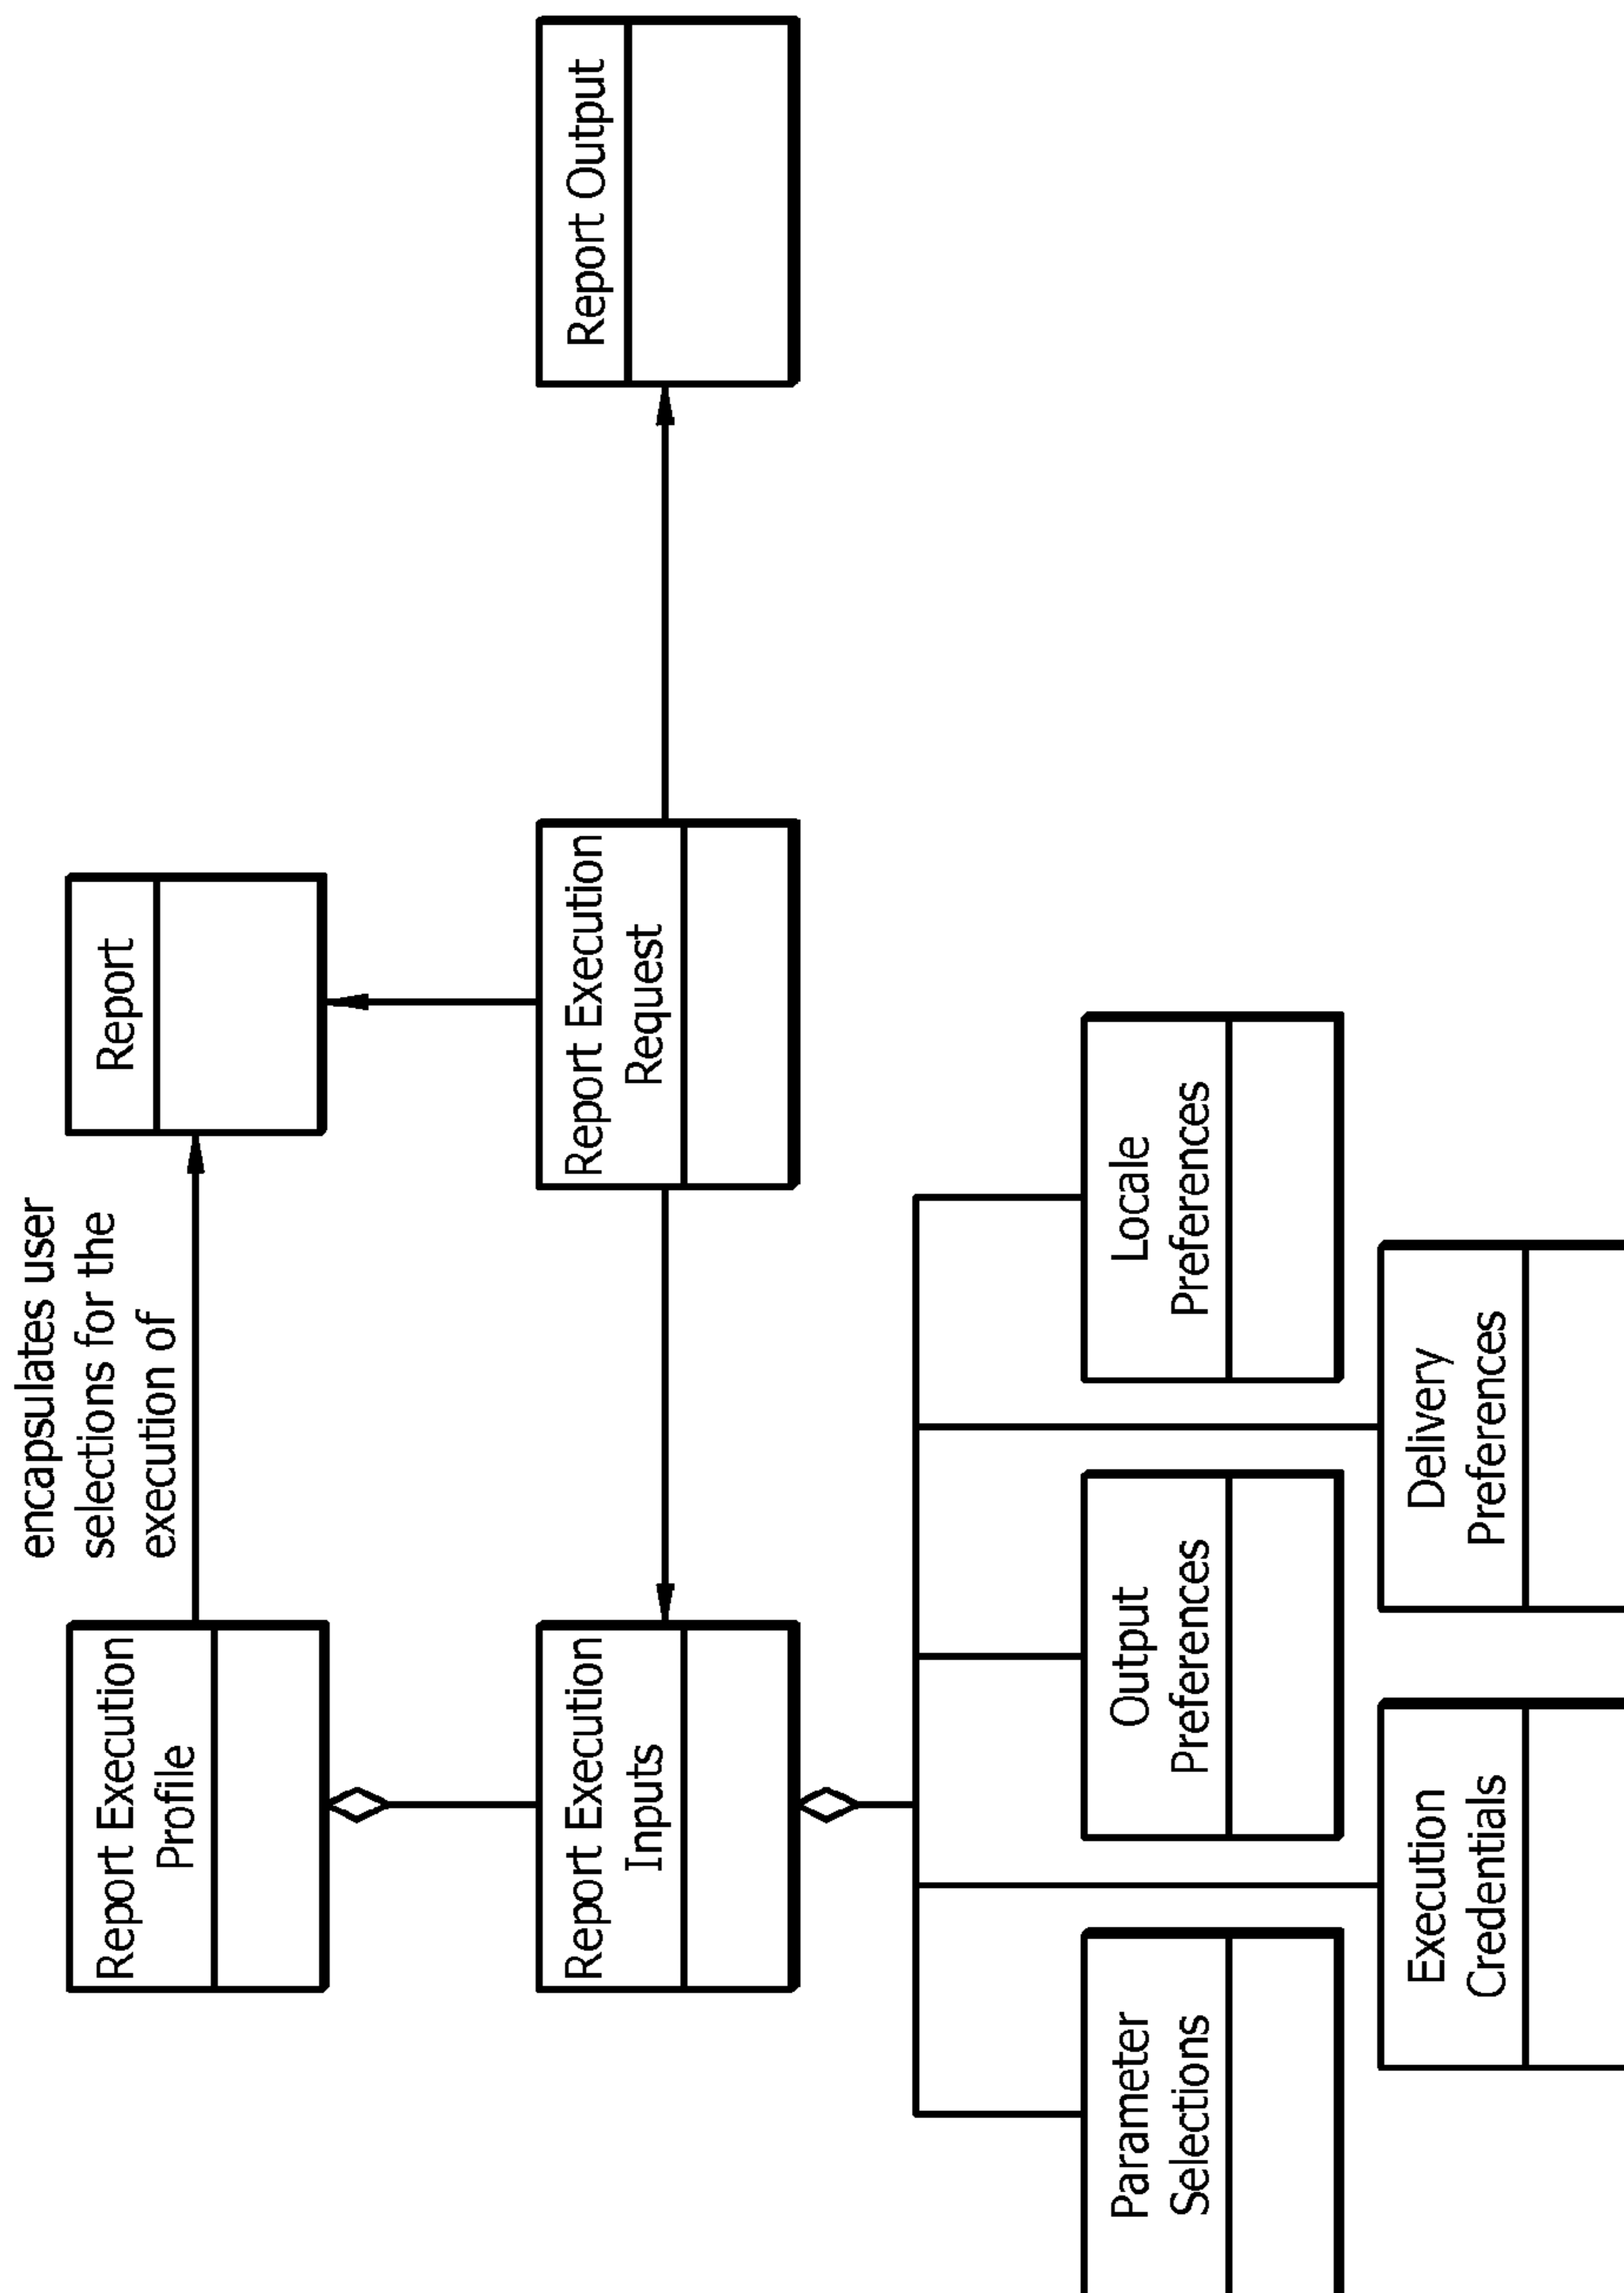 Report Execution
Profile
encapsulates user
selections for the
execution of
Report
Report Execution
Inputs
Report Execution
Request
Report Output
Parameter
Selections
Output
Preferences
Locale
Preferences
Execution
Credentials
Delivery
Preferences